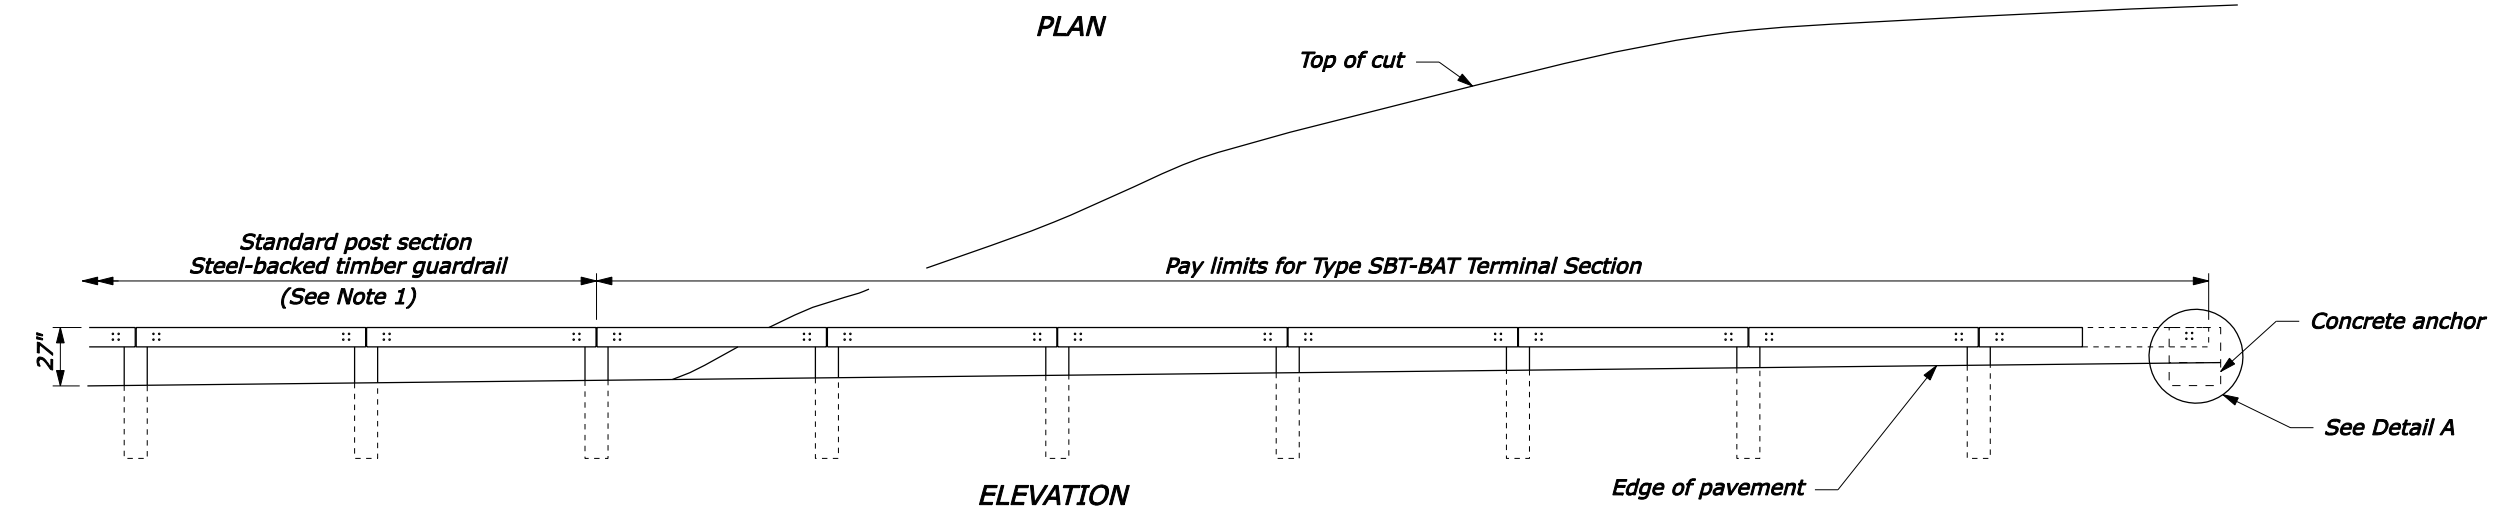 PLAN
Top of cut
Standard post section
Steel-backed timber guardrail
(See Note 1)
Pay limits for Type SBT-BAT Terminal Section
27"
Concrete anchor
See Detail A
Edge of pavement
ELEVATION